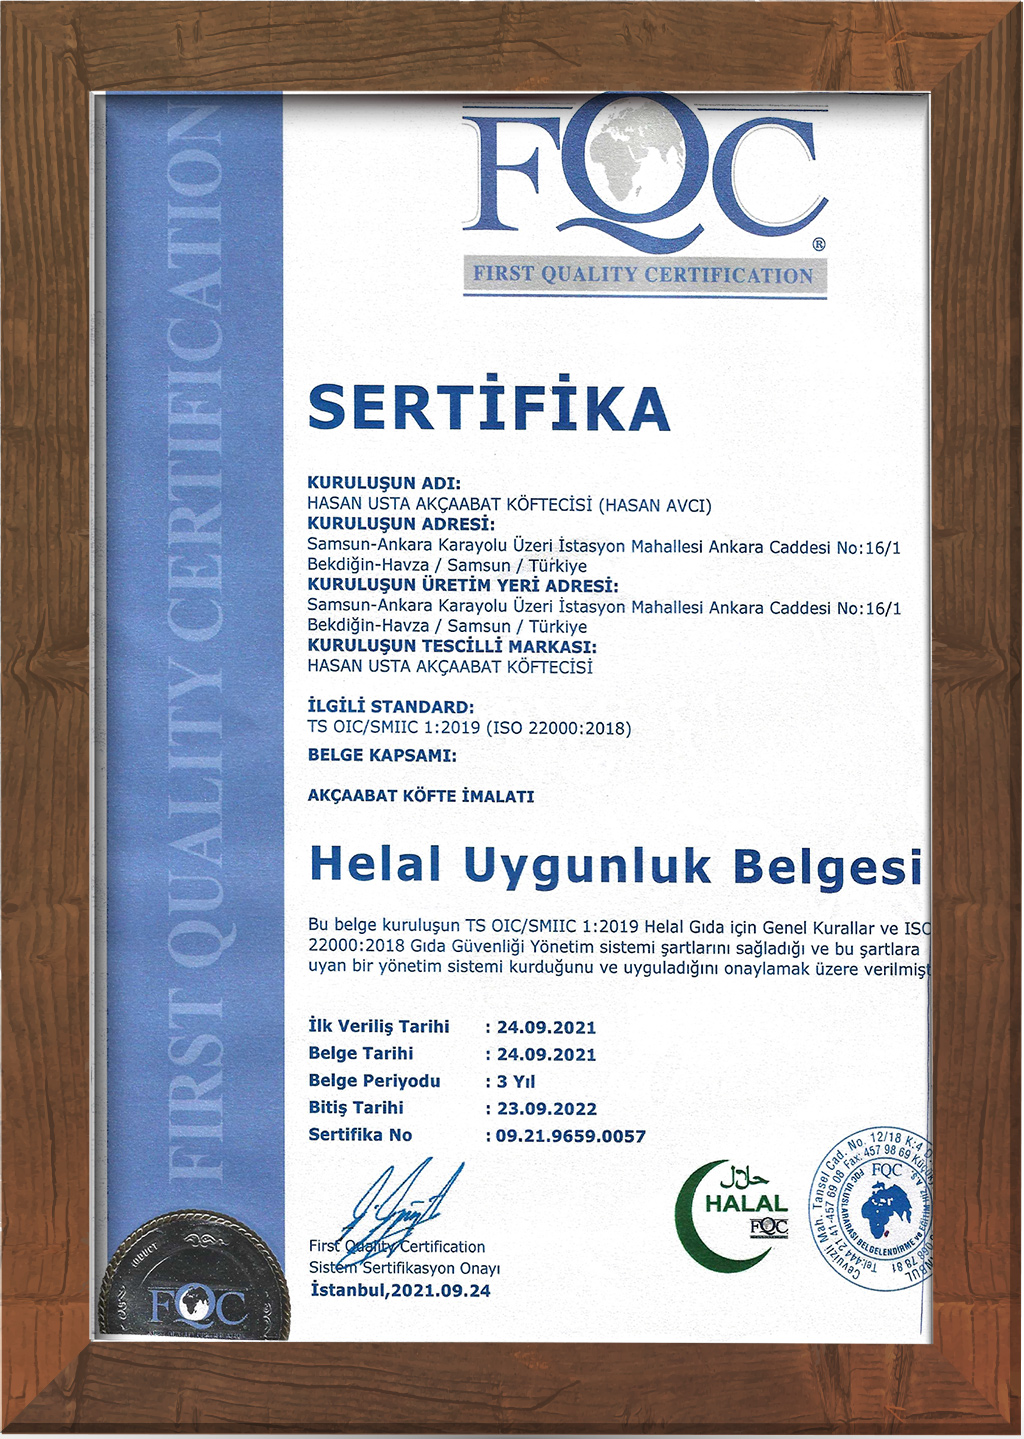 FQC
®
FIRST QUALITY CERTIFICATION
FIRST QUALITY CERTIFICATION
SERTİFİKA
KURULUŞUN ADI:
HASAN USTA AKÇAABAT KÖFTECİSİ (HASAN AVCI)
KURULUŞUN ADRESİ:
Samsun-Ankara Karayolu Üzeri İstasyon Mahallesi Ankara Caddesi No:16/1
Bekdiğin-Havza / Samsun / Türkiye
KURULUŞUN ÜRETİM YERİ ADRESİ:
Samsun-Ankara Karayolu Üzeri İstasyon Mahallesi Ankara Caddesi No:16/1
Bekdiğin-Havza / Samsun / Türkiye
KURULUŞUN TESCİLLİ MARKASI:
HASAN USTA AKÇAABAT KÖFTECİSİ
İLGİLİ STANDARD:
TS OIC/SMIIC 1:2019 (ISO 22000:2018)
BELGE KAPSAMI:
AKÇAABAT KÖFTE İMALATI
Helal Uygunluk Belgesi
Bu belge kuruluşun TS OIC/SMIIC 1:2019 Helal Gıda için Genel Kurallar ve ISO
22000:2018 Gıda Güvenliği Yönetim sistemi şartlarını sağladığı ve bu şartlara
uyan bir yönetim sistemi kurduğunu ve uyguladığını onaylamak üzere verilmişt
İlk Veriliş Tarihi : 24.09.2021
Belge Tarihi : 24.09.2021
Belge Periyodu : 3 Yıl
Bitiş Tarihi : 23.09.2022
Sertifika No : 09.21.9659.0057
First Quality Certification
Sistem Sertifikasyon Onayı
İstanbul,2021.09.24
حلال
HALAL
FQC
FQC
Cevizli Mah. Tansel Cad. No. 12/18 K:4
Tel:444 21 41-457 69 08 Fax: 457 98 69
FQC ULUSLARARASI BELGELENDİRME ve EĞİTİM
FQC